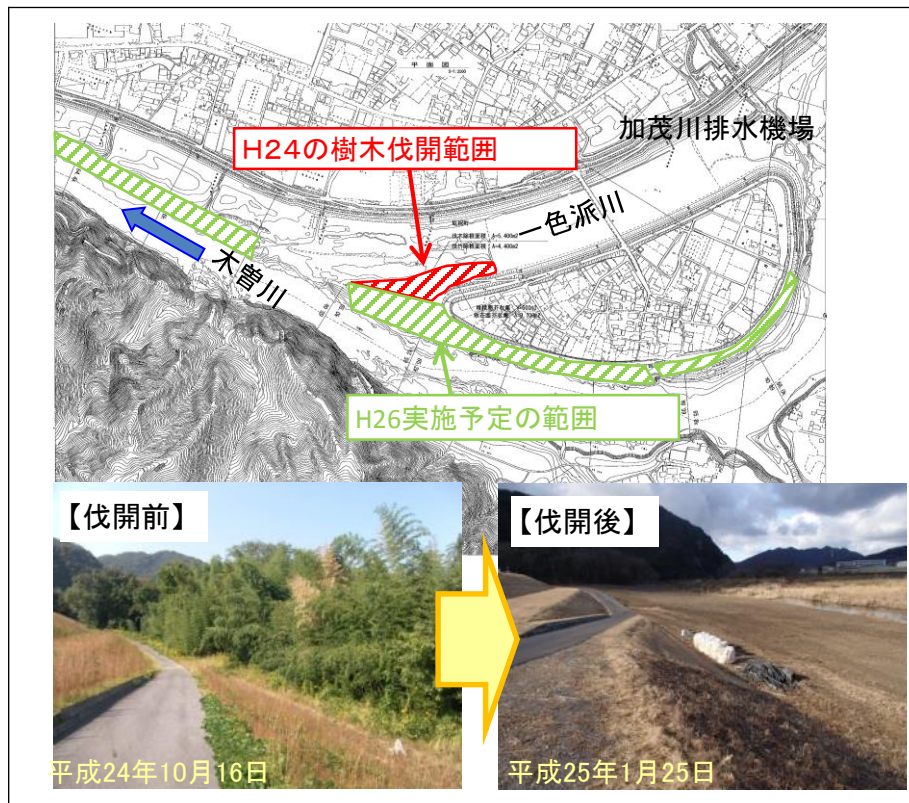 平面図
加茂川排水機場
H24の樹木伐開範囲
一色派川
木曽川
H26実施予定の範囲
【伐開前】
【伐開後】
平成24年10月16日
平成25年1月25日